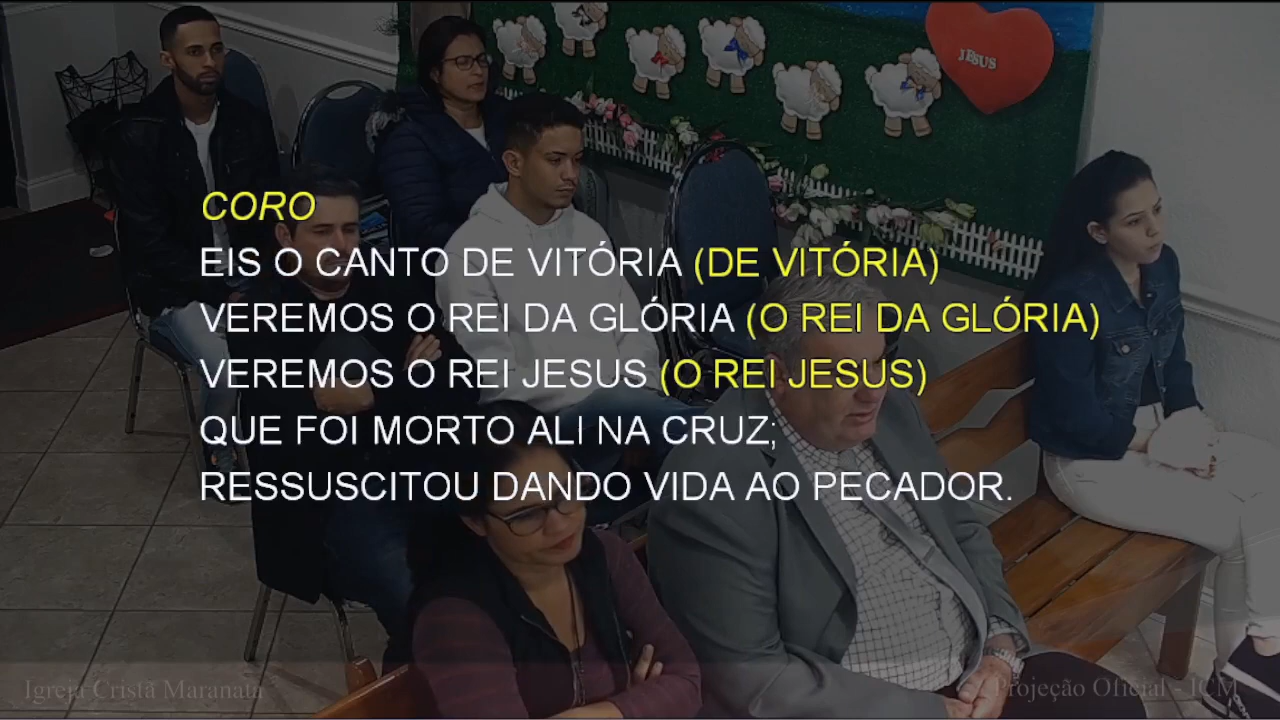 JESUS
CORO
EIS O CANTO DE VITÓRIA (DE VITÓRIA)
VEREMOS O REI DA GLÓRIA (O REI DA GLÓRIA)
VEREMOS O REI JESUS (O REI JESUS)
QUE FOI MORTO ALI NA CRUZ;
RESSUSCITOU DANDO VIDA AO PECADOR.
Igreja Cristã Maranata
Projeção Oficial - ICM